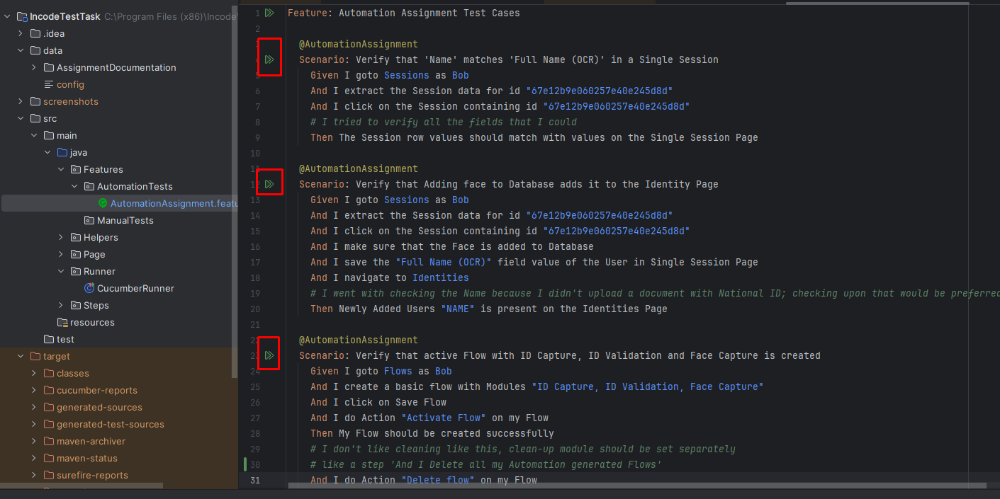 IncodeTestTask C:\Program Files (x86)\Incode\
.idea
data
AssignmentDocumentation
config
screenshots
src
main
java
Features
AutomationTests
AutomationAssignment.featu
ManualTests
Helpers
Page
Runner
CucumberRunner
Steps
resources
test
target
classes
cucumber-reports
generated-sources
generated-test-sources
maven-archiver
maven-status
surefire-reports
1 Feature: Automation Assignment Test Cases
2
3 @AutomationAssignment
4 Scenario: Verify that 'Name' matches 'Full Name (OCR)' in a Single Session
5 Given I goto Sessions as Bob
6 And I extract the Session data for id "67e12b9e060257e40e245d8d"
7 And I click on the Session containing id "67e12b9e060257e40e245d8d"
8 # I tried to verify all the fields that I could
9 Then The Session row values should match with values on the Single Session Page
10
11 @AutomationAssignment
12 Scenario: Verify that Adding face to Database adds it to the Identity Page
13 Given I goto Sessions as Bob
14 And I extract the Session data for id "67e12b9e060257e40e245d8d"
15 And I click on the Session containing id "67e12b9e060257e40e245d8d"
16 And I make sure that the Face is added to Database
17 And I save the "Full Name (OCR)" field value of the User in Single Session Page
18 And I navigate to Identities
19 # I went with checking the Name because I didn't upload a document with National ID; checking upon that would be preferred
20 Then Newly Added Users "NAME" is present on the Identities Page
21
22 @AutomationAssignment
23 Scenario: Verify that active Flow with ID Capture, ID Validation and Face Capture is created
24 Given I goto Flows as Bob
25 And I create a basic flow with Modules "ID Capture, ID Validation, Face Capture"
26 And I click on Save Flow
27 And I do Action "Activate Flow" on my Flow
28 Then My Flow should be created successfully
29 # I don't like cleaning like this, clean-up module should be set separately
30 # like a step 'And I Delete all my Automation generated Flows'
31 And I do Action "Delete flow" on my Flow